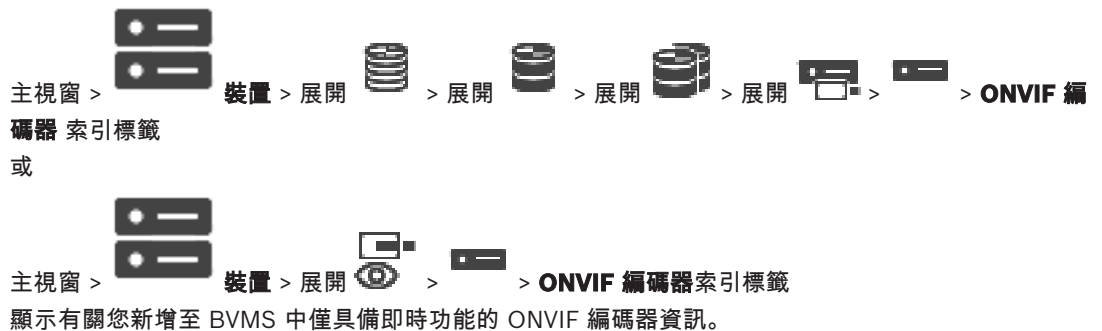 主視窗 > 裝置 > 展開 > 展開 > 展開 > 展開 > > ONVIF 編
碼器 索引標籤
或
主視窗 > 裝置 > 展開 > > ONVIF 編碼器索引標籤
顯示有關您新增至 BVMS 中僅具備即時功能的 ONVIF 編碼器資訊。